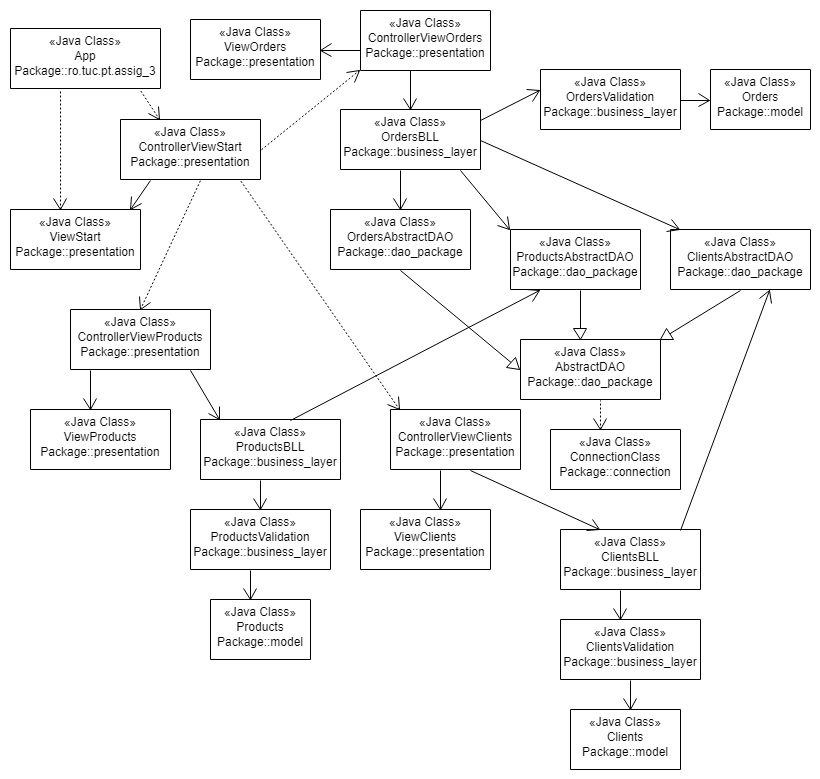 «Java Class»
App
Package::ro.tuc.pt.assig_3
«Java Class»
ViewOrders
Package::presentation
«Java Class»
ControllerViewOrders
Package::presentation
«Java Class»
OrdersValidation
Package::business_layer
«Java Class»
Orders
Package::model
«Java Class»
ControllerViewStart
Package::presentation
«Java Class»
OrdersBLL
Package::business_layer
«Java Class»
ViewStart
Package::presentation
«Java Class»
OrdersAbstractDAO
Package::dao_package
«Java Class»
ProductsAbstractDAO
Package::dao_package
«Java Class»
ClientsAbstractDAO
Package::dao_package
«Java Class»
ControllerViewProducts
Package::presentation
«Java Class»
AbstractDAO
Package::dao_package
«Java Class»
ViewProducts
Package::presentation
«Java Class»
ProductsBLL
Package::business_layer
«Java Class»
ControllerViewClients
Package::presentation
«Java Class»
ConnectionClass
Package::connection
«Java Class»
ProductsValidation
Package::business_layer
«Java Class»
ViewClients
Package::presentation
«Java Class»
ClientsBLL
Package::business_layer
«Java Class»
Products
Package::model
«Java Class»
ClientsValidation
Package::business_layer
«Java Class»
Clients
Package::model